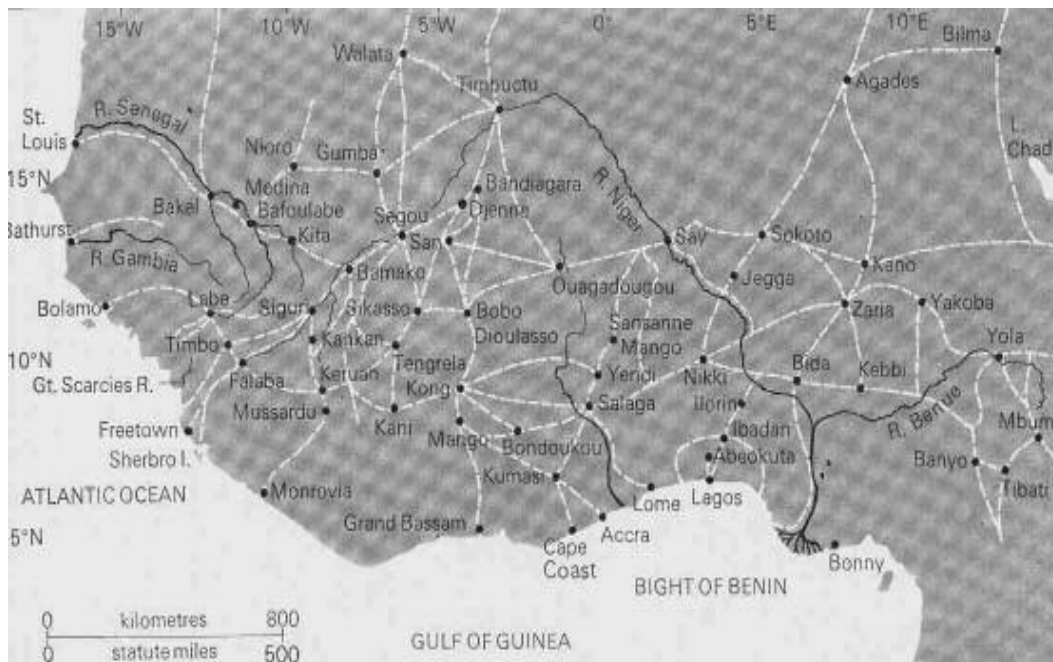 15°W
10°W
5°W
0°
5°E
10°E
Bilma
Walata
Timbuctu
Agades
R. Senegal
St.
Louis
L.
Chad
Nioro
Gumba
15°N
Medina
Bandiagara
R. Niger
Bakel
Bafoulabe
Djenne
Segou
Bathurst
Kita
San
Say
Sokoto
R. Gambia
Kano
Bamako
Ouagadougou
Jegga
Bolamo
Labe
Siguri
Sikasso
Bobo
Dioulasso
Zaria
Yakoba
Sansanne
Mango
Timbo
Kankan
Yola
10°N
Tengrela
Bida
Gt. Scarcies R.
Falaba
Keruan
Kong
Yendi
Nikki
Kebbi
Mussardu
Salaga
Ilorin
R. Benue
Mbum
Freetown
Kani
Mango
Bondoukou
Ibadan
Sherbro I.
Kumasi
Abeokuta
Banyo
Tibati
ATLANTIC OCEAN
Monrovia
Lome
Lagos
5°N
Grand Bassam
Accra
Cape
Coast
Bonny
BIGHT OF BENIN
0 kilometres 800
0 statute miles 500
GULF OF GUINEA